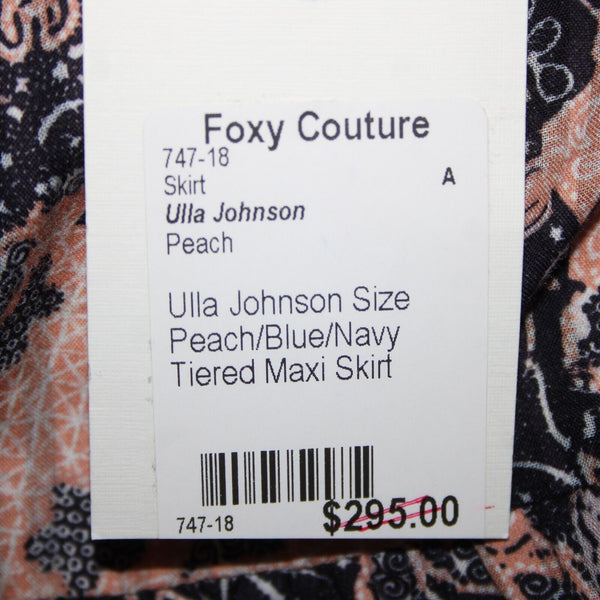 Foxy Couture
747-18
Skirt A
Ulla Johnson
Peach
Ulla Johnson Size
Peach/Blue/Navy
Tiered Maxi Skirt
747-18 $295.00